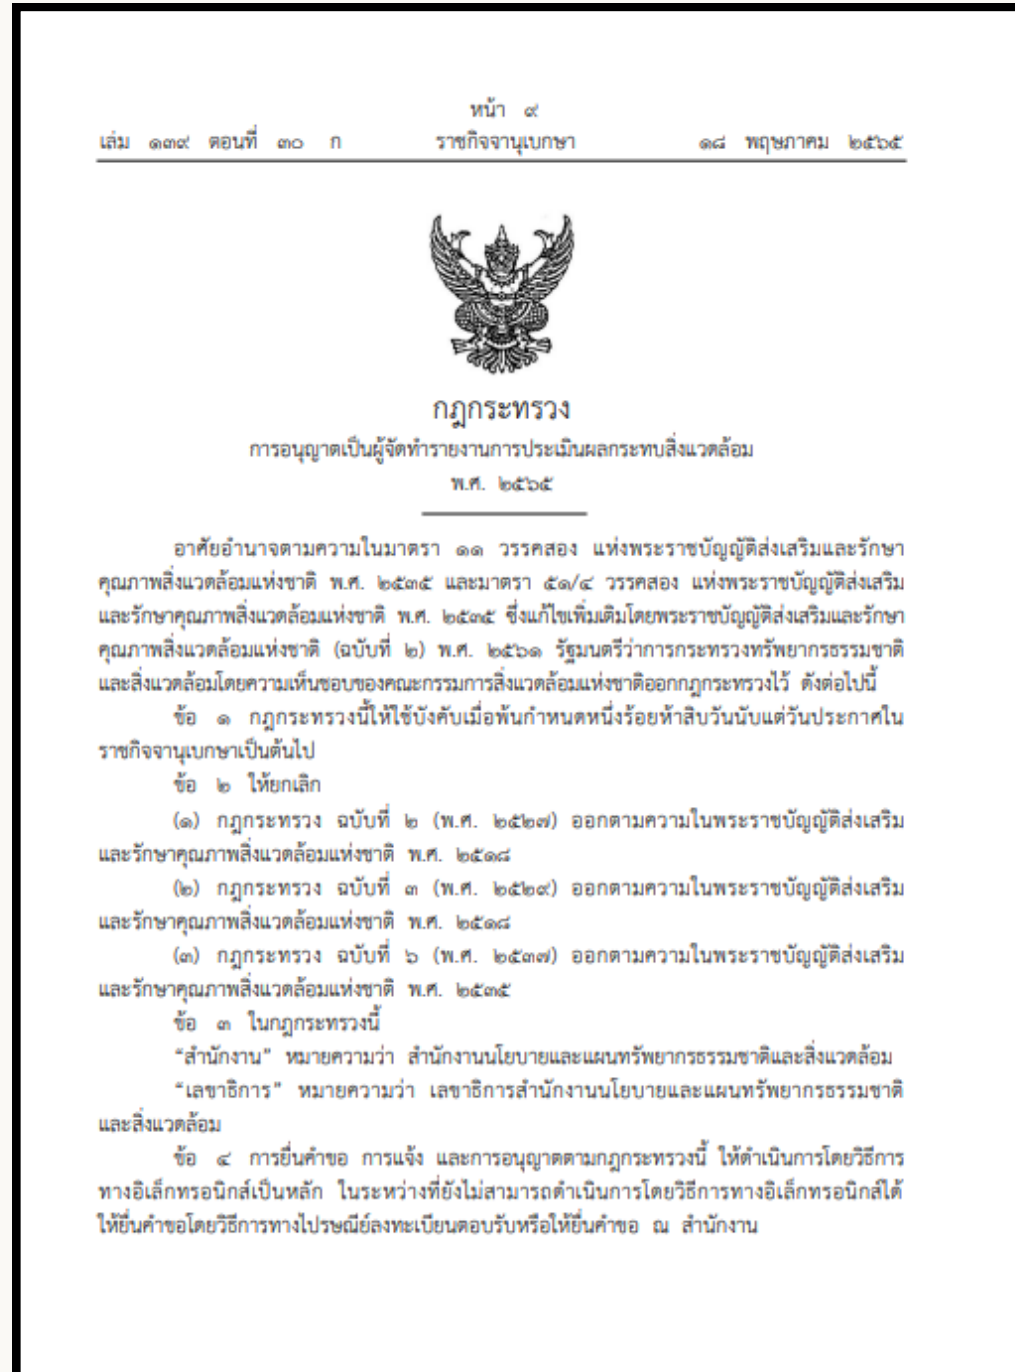 หน้า ๙
เล่ม ๑๓๙ ตอนที่ ๓๐ ก ราชกิจจานุเบกษา ๑๘ พฤษภาคม ๒๕๖๕
กฎกระทรวง
การอนุญาตเป็นผู้จัดทำรายงานการประเมินผลกระทบสิ่งแวดล้อม
พ.ศ. ๒๕๖๕
อาศัยอำนาจตามความในมาตรา ๑๑ วรรคสอง แห่งพระราชบัญญัติส่งเสริมและรักษา
คุณภาพสิ่งแวดล้อมแห่งชาติ พ.ศ. ๒๕๓๕ และมาตรา ๕๑/๔ วรรคสอง แห่งพระราชบัญญัติส่งเสริม
และรักษาคุณภาพสิ่งแวดล้อมแห่งชาติ พ.ศ. ๒๕๓๕ ซึ่งแก้ไขเพิ่มเติมโดยพระราชบัญญัติส่งเสริมและรักษา
คุณภาพสิ่งแวดล้อมแห่งชาติ (ฉบับที่ ๒) พ.ศ. ๒๕๖๑ รัฐมนตรีว่าการกระทรวงทรัพยากรธรรมชาติ
และสิ่งแวดล้อมโดยความเห็นชอบของคณะกรรมการสิ่งแวดล้อมแห่งชาติออกกฎกระทรวงไว้ ดังต่อไปนี้
ข้อ ๑ กฎกระทรวงนี้ให้ใช้บังคับเมื่อพ้นกำหนดหนึ่งร้อยห้าสิบวันนับแต่วันประกาศใน
ราชกิจจานุเบกษาเป็นต้นไป
ข้อ ๒ ให้ยกเลิก
(๑) กฎกระทรวง ฉบับที่ ๒ (พ.ศ. ๒๕๒๗) ออกตามความในพระราชบัญญัติส่งเสริม
และรักษาคุณภาพสิ่งแวดล้อมแห่งชาติ พ.ศ. ๒๕๑๘
(๒) กฎกระทรวง ฉบับที่ ๓ (พ.ศ. ๒๕๒๙) ออกตามความในพระราชบัญญัติส่งเสริม
และรักษาคุณภาพสิ่งแวดล้อมแห่งชาติ พ.ศ. ๒๕๑๘
(๓) กฎกระทรวง ฉบับที่ ๖ (พ.ศ. ๒๕๓๗) ออกตามความในพระราชบัญญัติส่งเสริม
และรักษาคุณภาพสิ่งแวดล้อมแห่งชาติ พ.ศ. ๒๕๓๕
ข้อ ๓ ในกฎกระทรวงนี้
“สำนักงาน” หมายความว่า สำนักงานนโยบายและแผนทรัพยากรธรรมชาติและสิ่งแวดล้อม
“เลขาธิการ” หมายความว่า เลขาธิการสำนักงานนโยบายและแผนทรัพยากรธรรมชาติ
และสิ่งแวดล้อม
ข้อ ๔ การยื่นคำขอ การแจ้ง และการอนุญาตตามกฎกระทรวงนี้ ให้ดำเนินการโดยวิธีการ
ทางอิเล็กทรอนิกส์เป็นหลัก ในระหว่างที่ยังไม่สามารถดำเนินการโดยวิธีการทางอิเล็กทรอนิกส์ได้
ให้ยื่นคำขอโดยวิธีการทางไปรษณีย์ลงทะเบียนตอบรับหรือให้ยื่นคำขอ ณ สำนักงาน